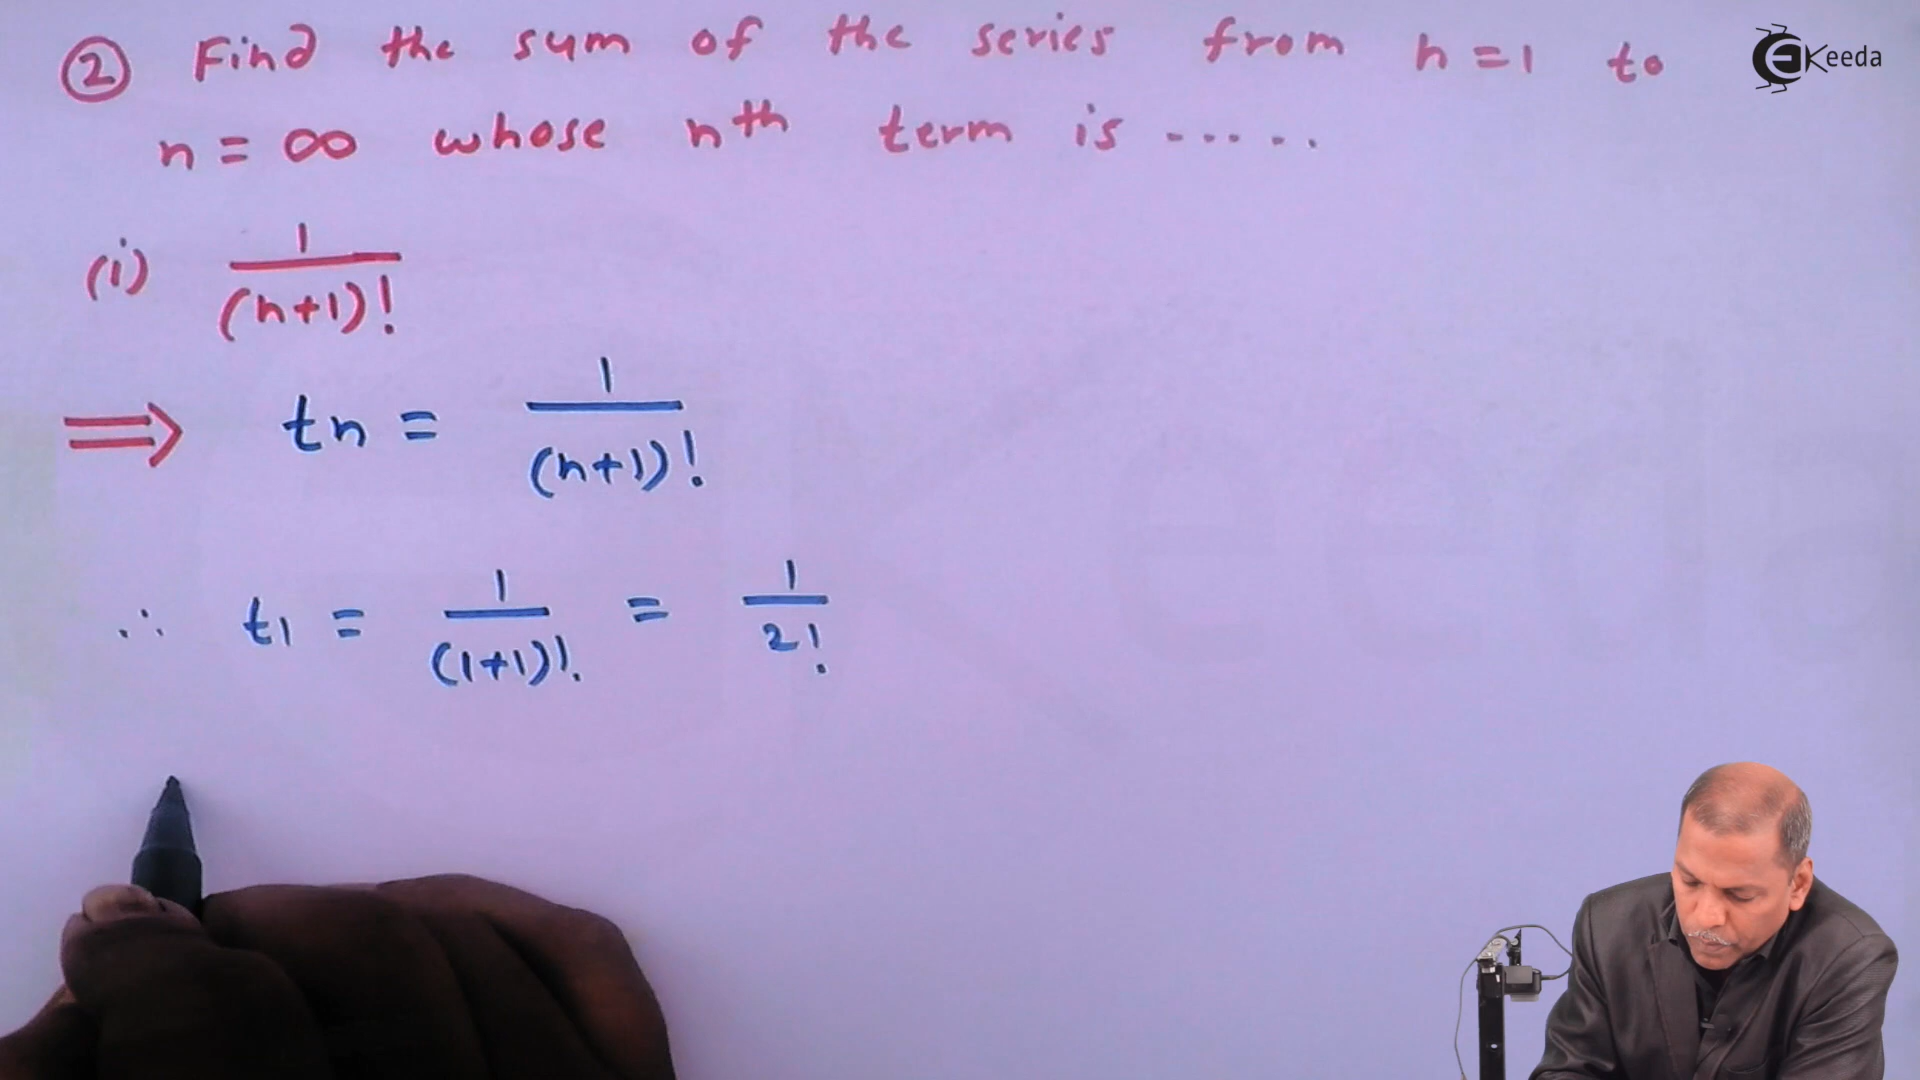 ② Find the sum of the series from n=1 to
n = ∞ whose nth term is .....
(i) 1/(n+1)!
⟹ tn = 1/(n+1)!
∴ t1 = 1/(1+1)! = 1/2!
Keeda